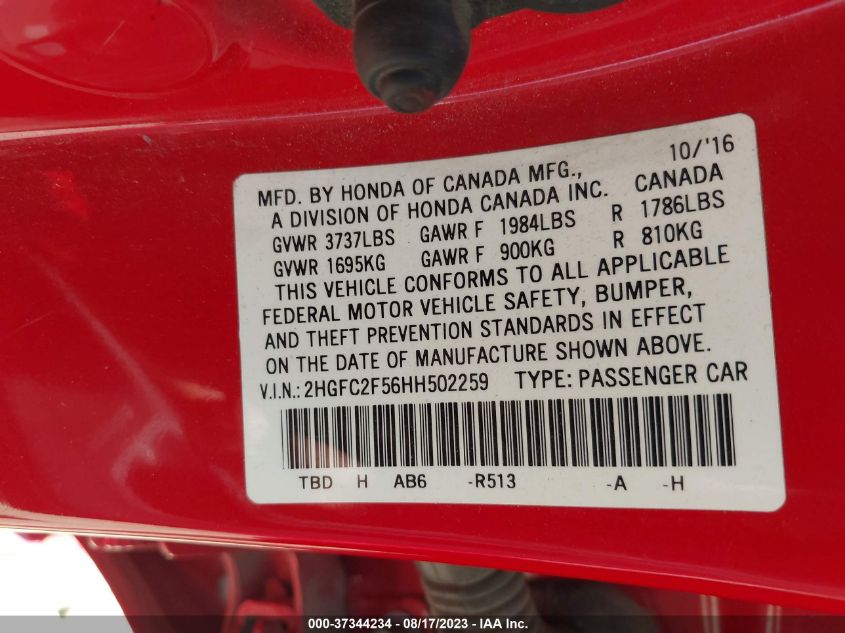 10/'16
MFD. BY HONDA OF CANADA MFG., CANADA
A DIVISION OF HONDA CANADA INC.
GVWR 3737LBS GAWR F 1984LBS R 1786LBS
GVWR 1695KG GAWR F 900KG R 810KG
THIS VEHICLE CONFORMS TO ALL APPLICABLE
FEDERAL MOTOR VEHICLE SAFETY, BUMPER,
AND THEFT PREVENTION STANDARDS IN EFFECT
ON THE DATE OF MANUFACTURE SHOWN ABOVE.
V.I.N.: 2HGFC2F56HH502259 TYPE: PASSENGER CAR
TBD H AB6 -R513 -A -H
000-37344234 - 08/17/2023 - IAA Inc.